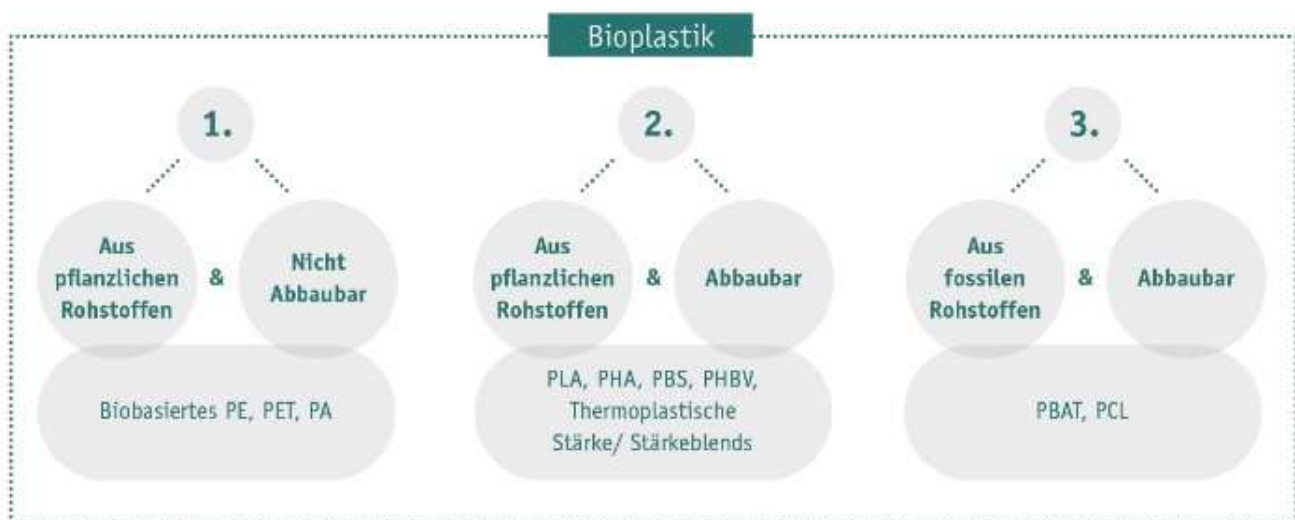 Bioplastik
1.
Aus
pflanzlichen
Rohstoffen
&
Nicht
Abbaubar
Biobasiertes PE, PET, PA
2.
Aus
pflanzlichen
Rohstoffen
&
Abbaubar
PLA, PHA, PBS, PHBV,
Thermoplastische
Stärke/ Stärkeblends
3.
Aus
fossilen
Rohstoffen
&
Abbaubar
PBAT, PCL